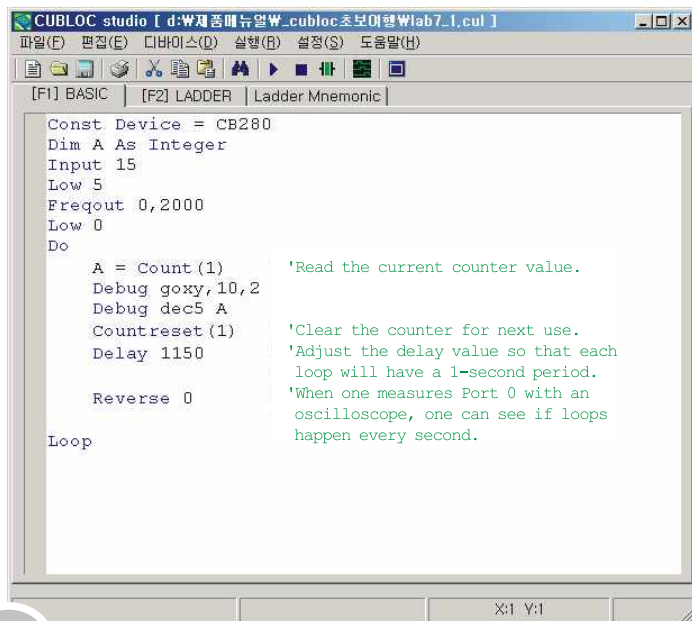 CUBLOC studio [ d:₩제품메뉴얼₩_cubloc초보여행₩lab7_1.cul ]
파일(F) 편집(E) 디바이스(D) 실행(R) 설정(S) 도움말(H)
[F1] BASIC [F2] LADDER Ladder Mnemonic
Const Device = CB280
Dim A As Integer
Input 15
Low 5
Freqout 0,2000
Low 0
Do
A = Count(1) 'Read the current counter value.
Debug goxy,10,2
Debug dec5 A
Countreset(1) 'Clear the counter for next use.
Delay 1150 'Adjust the delay value so that each
loop will have a 1-second period.
Reverse 0 'When one measures Port 0 with an
oscilloscope, one can see if loops
happen every second.
Loop
X:1 Y:1